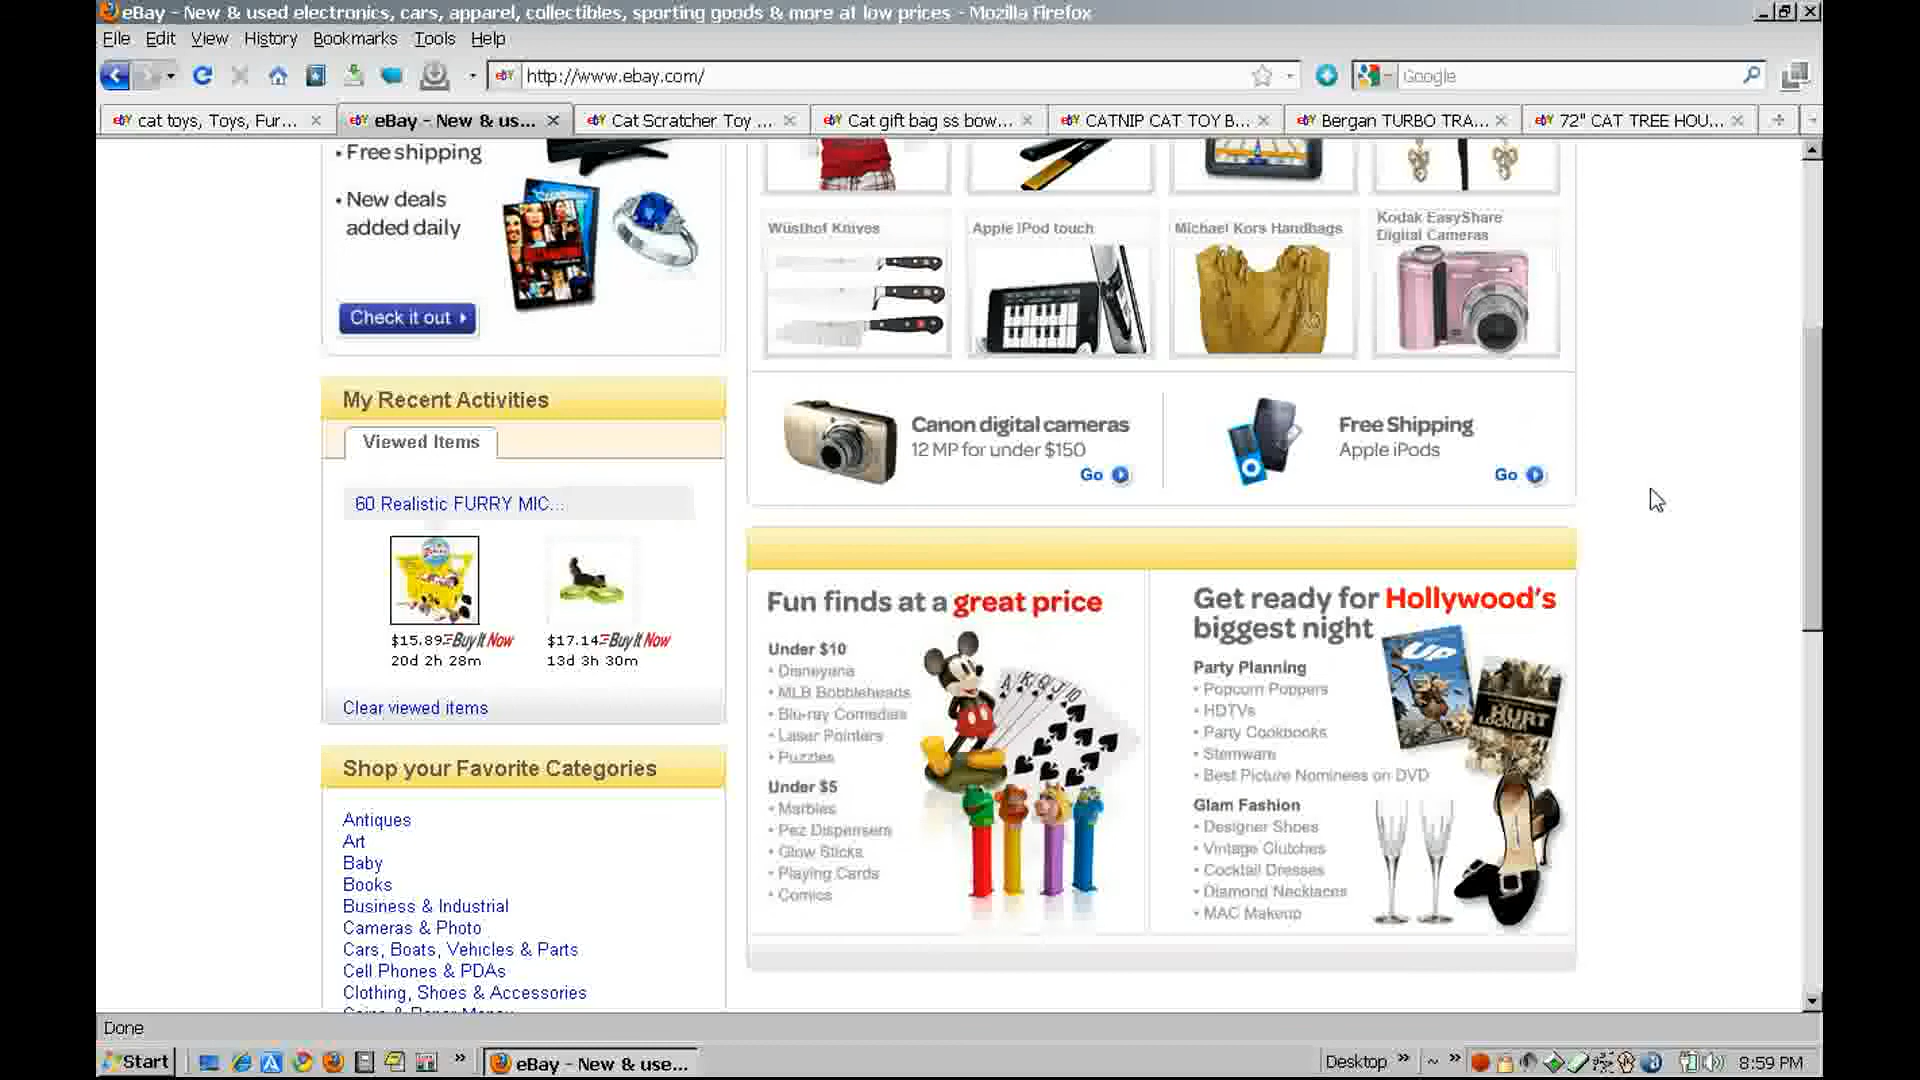 eBay - New & used electronics, cars, apparel, collectibles, sporting goods & more at low prices - Mozilla Firefox
File Edit View History Bookmarks Tools Help
http://www.ebay.com/
Google
cat toys, Toys, Fur... eBay - New & us... Cat Scratcher Toy ... Cat gift bag ss bow... CATNIP CAT TOY B... Bergan TURBO TRA... 72" CAT TREE HOU...
• Free shipping
• New deals
added daily
Check it out
Wüsthof Knives
Apple iPod touch
Michael Kors Handbags
Kodak EasyShare
Digital Cameras
Canon digital cameras
12 MP for under $150
Go
Free Shipping
Apple iPods
Go
My Recent Activities
Viewed Items
60 Realistic FURRY MIC...
$15.89 Buy It Now
20d 2h 28m
$17.14 Buy It Now
13d 3h 30m
Clear viewed items
Shop your Favorite Categories
Antiques
Art
Baby
Books
Business & Industrial
Cameras & Photo
Cars, Boats, Vehicles & Parts
Cell Phones & PDAs
Clothing, Shoes & Accessories
Fun finds at a great price
Under $10
• Disneyana
• MLB Bobbleheads
• Blu-ray Comedies
• Laser Pointers
• Puzzles
Under $5
• Marbles
• Pez Dispensers
• Glow Sticks
• Playing Cards
• Comics
A K Q J 10
Get ready for Hollywood's
biggest night
Party Planning
• Popcorn Poppers
• HDTVs
• Party Cookbooks
• Stemware
• Best Picture Nominees on DVD
Glam Fashion
• Designer Shoes
• Vintage Clutches
• Cocktail Dresses
• Diamond Necklaces
• MAC Makeup
UP
HURT
LOCKER
Done
Start
eBay - New & use...
Desktop
8:59 PM